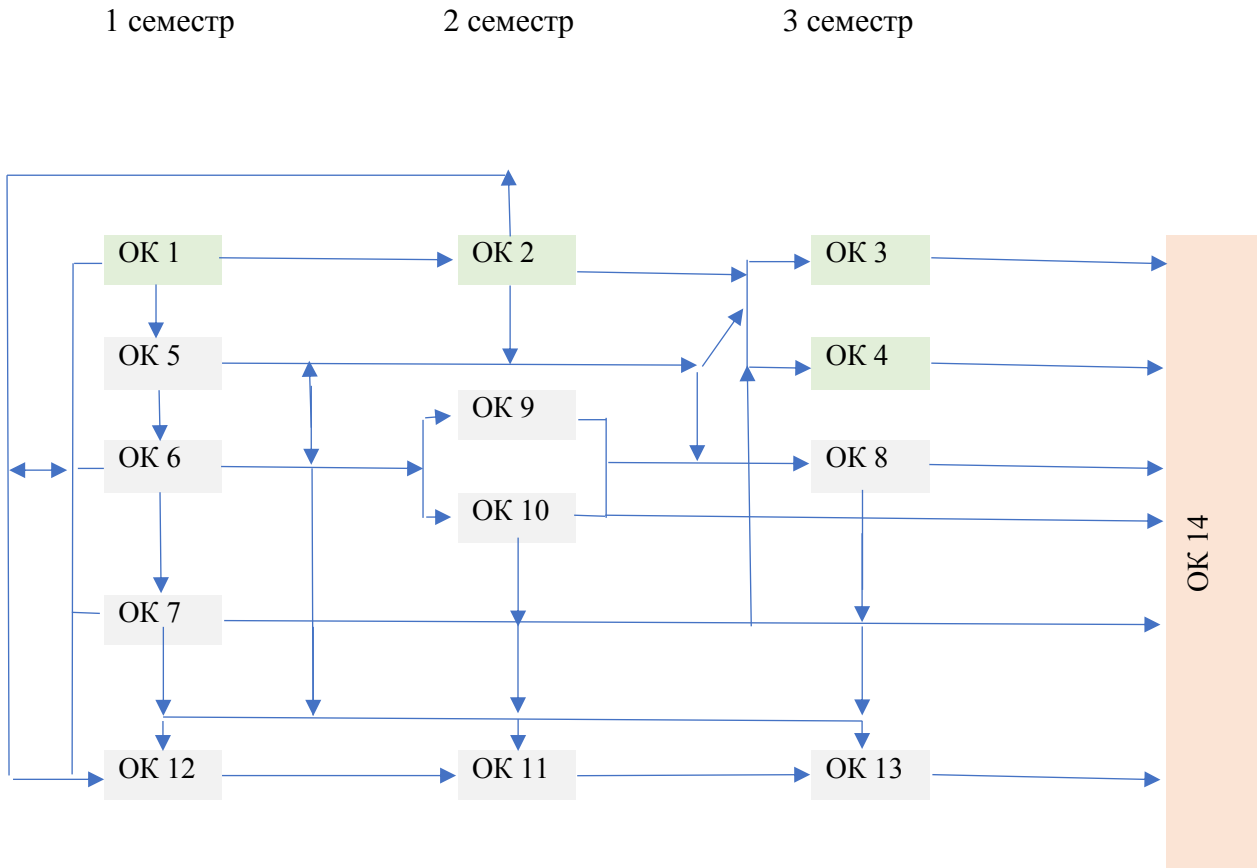 1 семестр
2 семестр
3 семестр
ОК 1
ОК 2
ОК 3
ОК 5
ОК 4
ОК 9
ОК 6
ОК 8
ОК 10
ОК 14
ОК 7
ОК 12
ОК 11
ОК 13